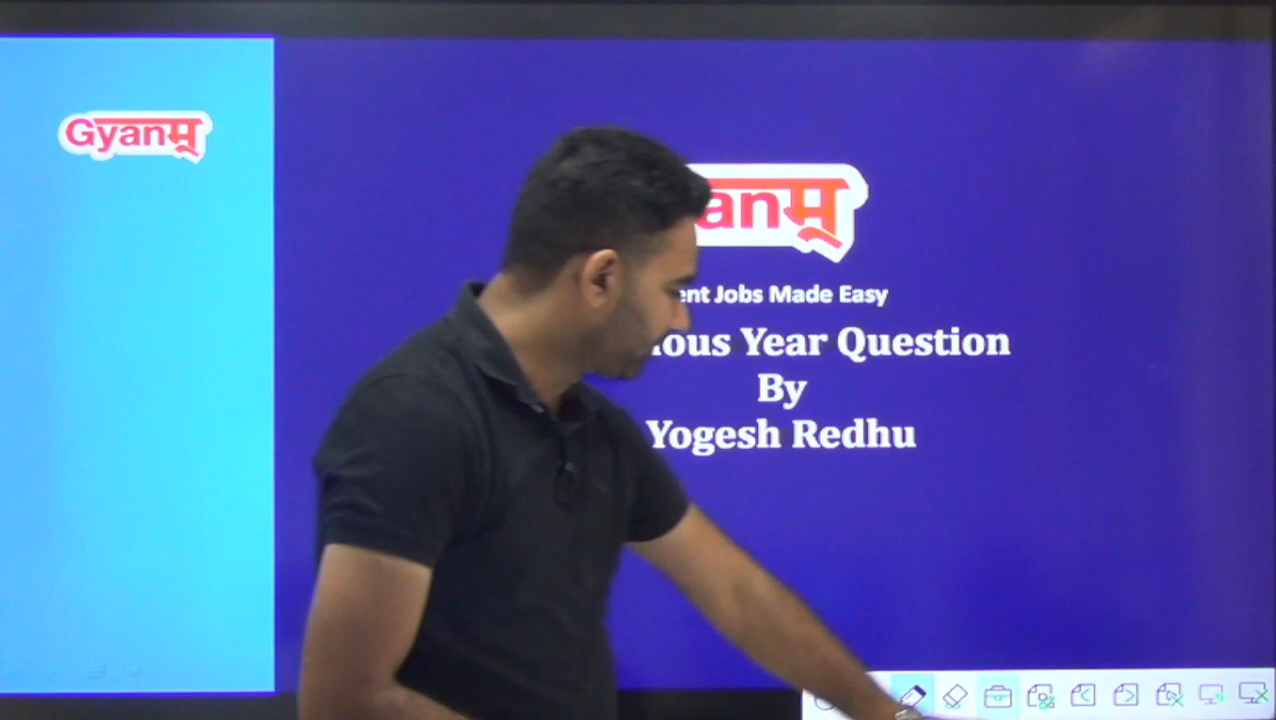 Gyanम्
anम्
ent Jobs Made Easy
ious Year Question
By
Yogesh Redhu